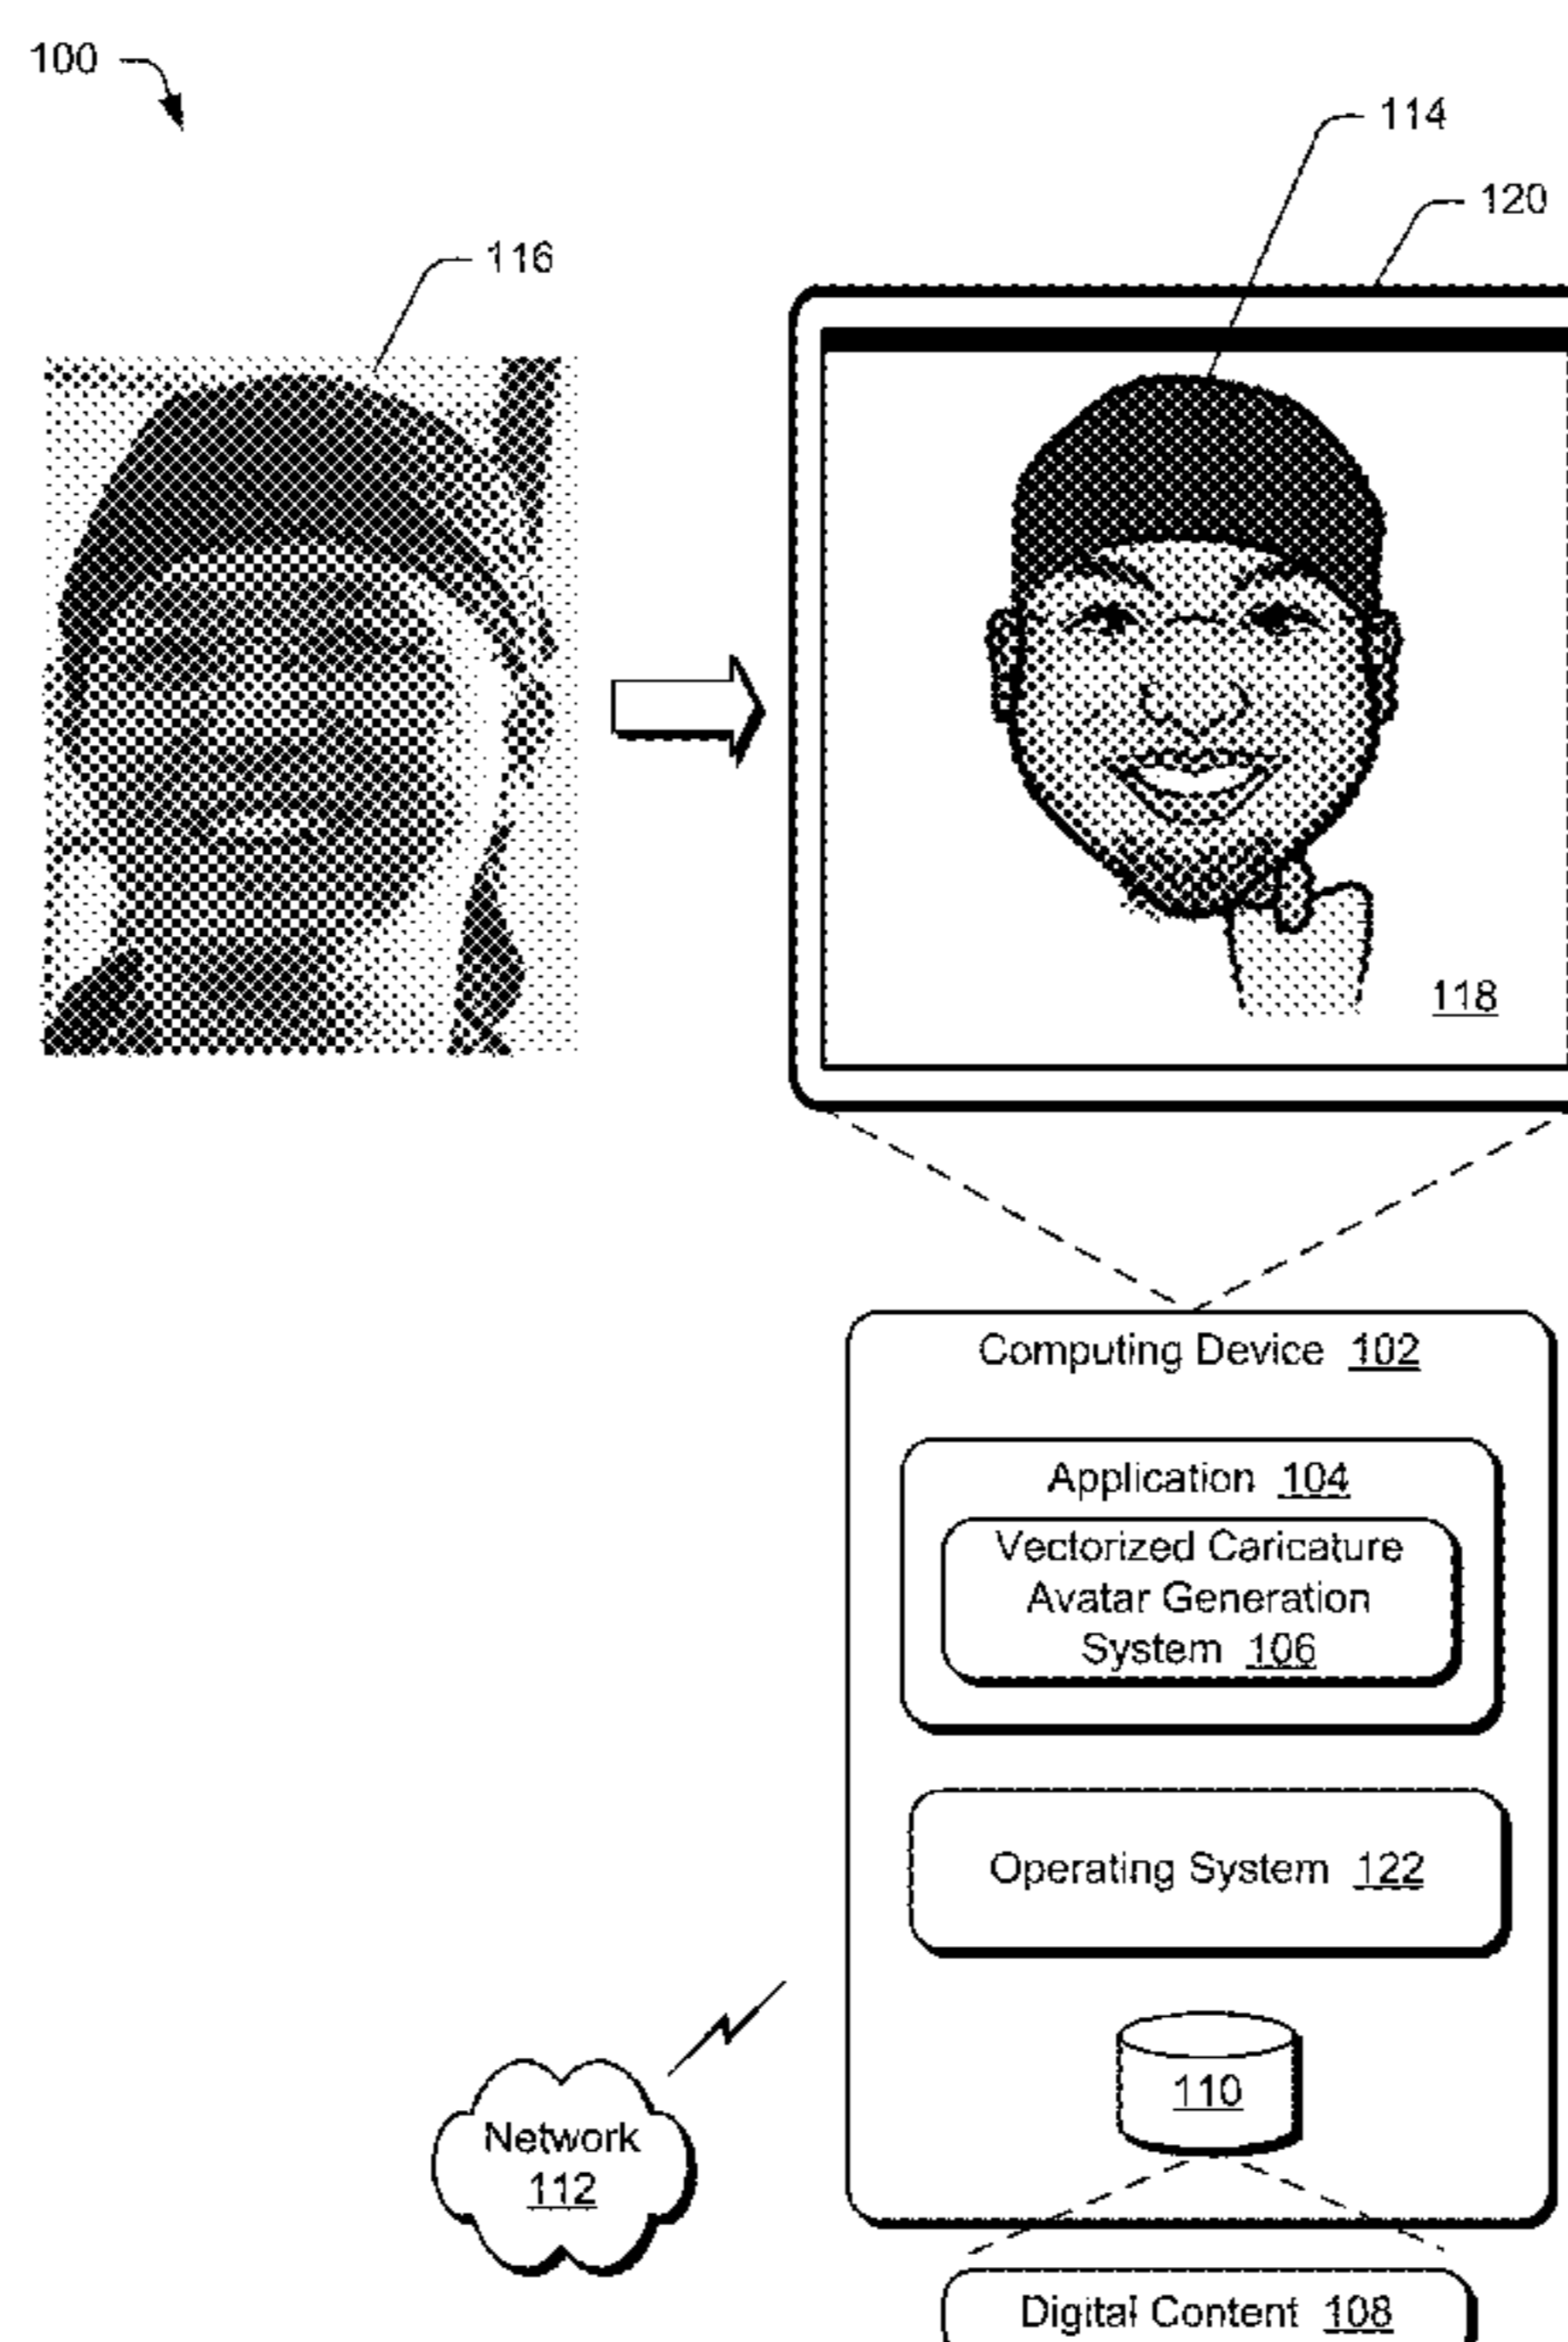 100
114
120
116
118
Computing Device 102
Application 104
Vectorized Caricature
Avatar Generation
System 106
Operating System 122
110
Network
112
Digital Content 108